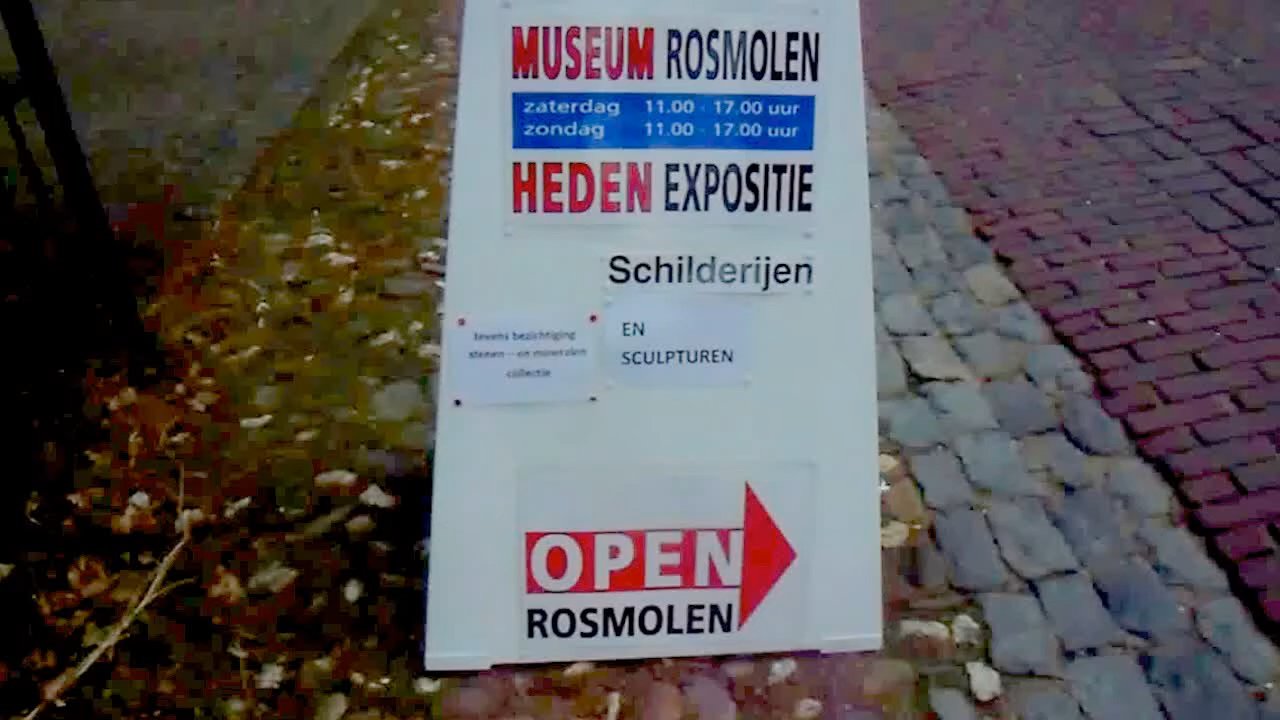 MUSEUM ROSMOLEN
zaterdag 11.00 - 17.00 uur
zondag 11.00 - 17.00 uur
HEDEN EXPOSITIE
Schilderijen
EN
SCULPTUREN
tevens bezichtiging
stenen – en mineralen
collectie
OPEN
ROSMOLEN